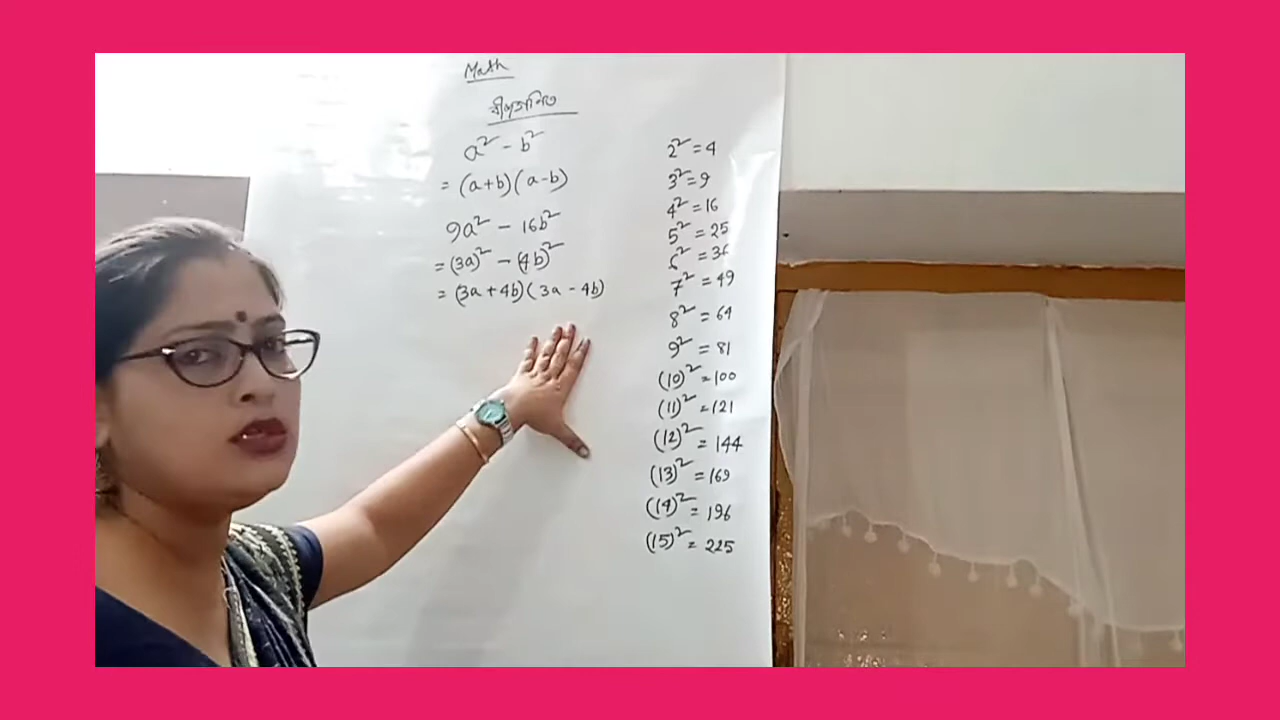 Math
বীজগনিত
a² - b²
= (a+b)(a-b)
9a² - 16b²
= (3a)² - (4b)²
= (3a + 4b)(3a - 4b)
2² = 4
3² = 9
4² = 16
5² = 25
6² = 36
7² = 49
8² = 64
9² = 81
(10)² = 100
(11)² = 121
(12)² = 144
(13)² = 169
(14)² = 196
(15)² = 225